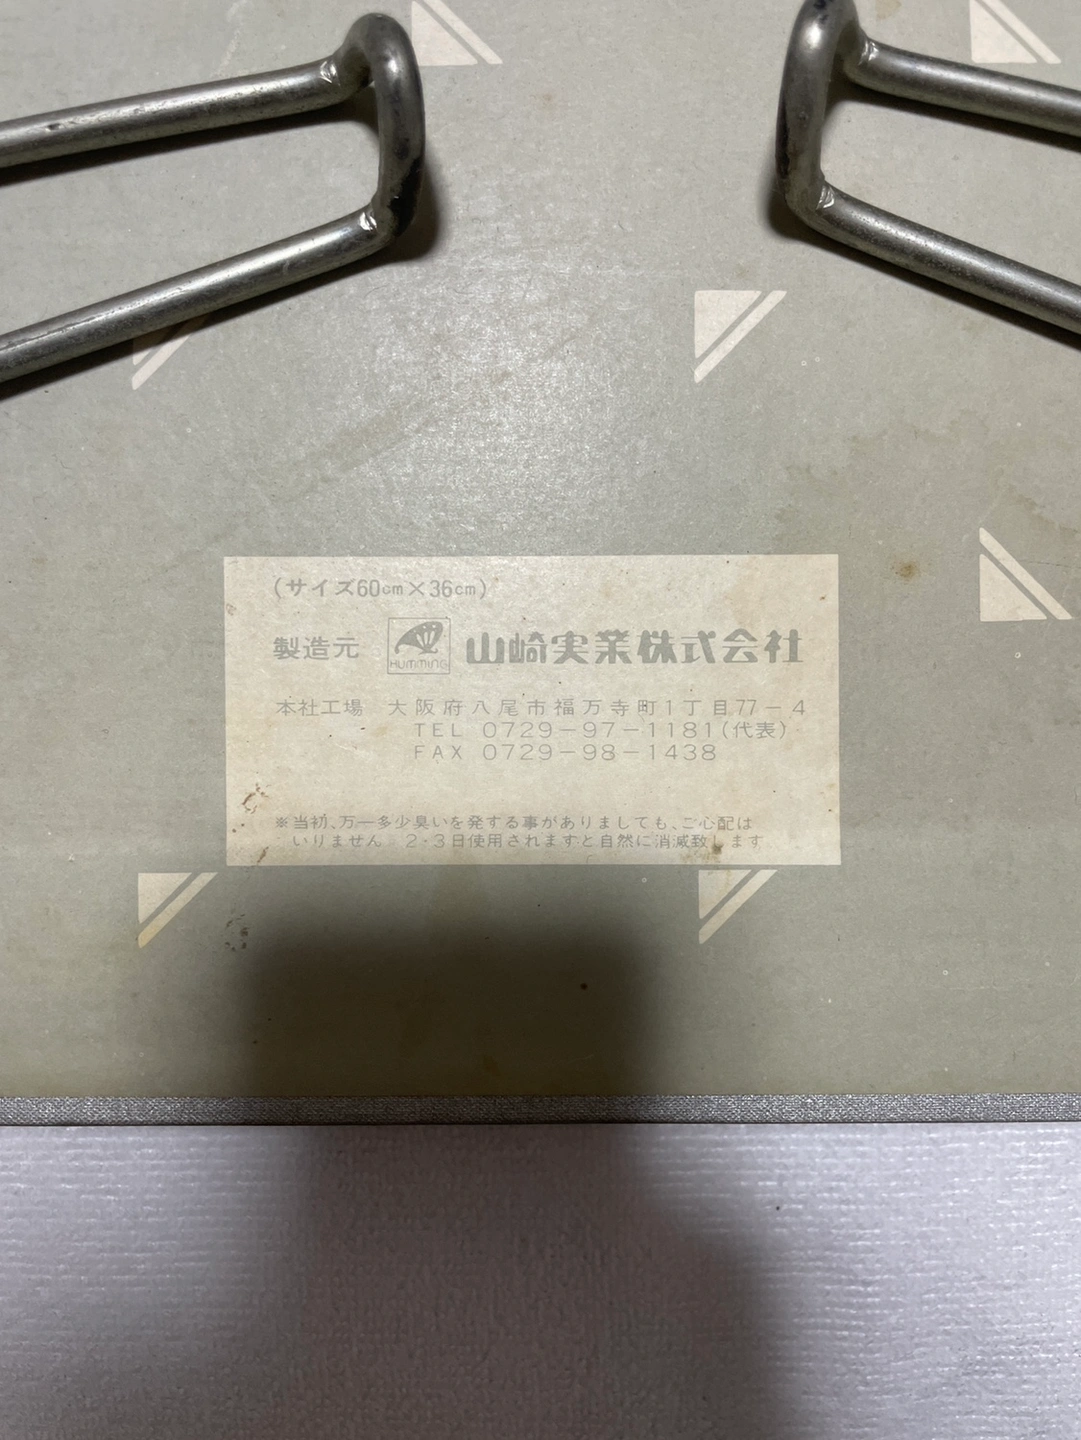 (サイズ60cm×36cm)
製造元 HUMMING 山崎実業株式会社
本社工場 大阪府八尾市福万寺町1丁目77-4
TEL 0729-97-1181(代表)
FAX 0729-98-1438
※当初、万一多少臭いを発する事がありましても、ご心配は
いりません 2・3日使用されますと自然に消滅致します